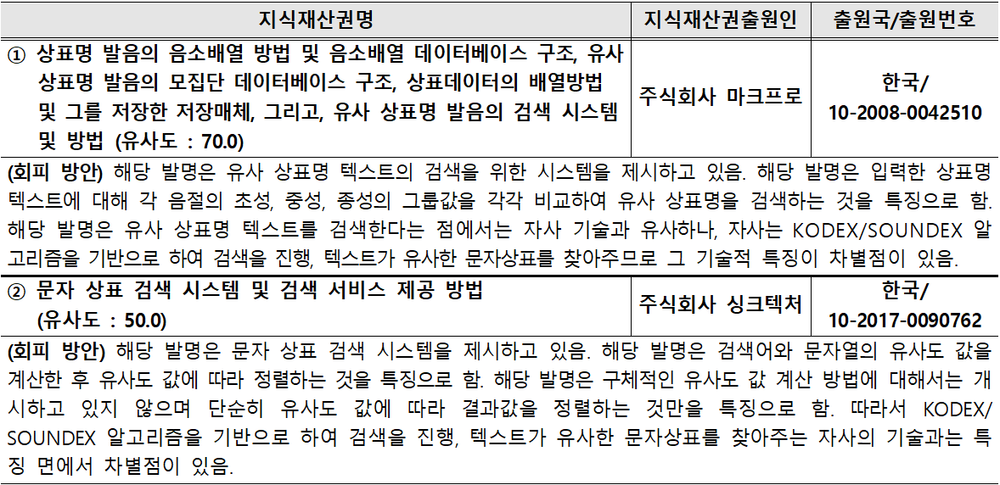 지식재산권명 지식재산권출원인 출원국/출원번호
① 상표명 발음의 음소배열 방법 및 음소배열 데이터베이스 구조, 유사
상표명 발음의 모집단 데이터베이스 구조, 상표데이터의 배열방법
및 그를 저장한 저장매체, 그리고, 유사 상표명 발음의 검색 시스템
및 방법 (유사도 : 70.0)
주식회사 마크프로
한국/
10-2008-0042510
(회피 방안) 해당 발명은 유사 상표명 텍스트의 검색을 위한 시스템을 제시하고 있음. 해당 발명은 입력한 상표명
텍스트에 대해 각 음절의 초성, 중성, 종성의 그룹값을 각각 비교하여 유사 상표명을 검색하는 것을 특징으로 함.
해당 발명은 유사 상표명 텍스트를 검색한다는 점에서는 자사 기술과 유사하나, 자사는 KODEX/SOUNDEX 알
고리즘을 기반으로 하여 검색을 진행, 텍스트가 유사한 문자상표를 찾아주므로 그 기술적 특징이 차별점이 있음.
② 문자 상표 검색 시스템 및 검색 서비스 제공 방법
(유사도 : 50.0)
주식회사 싱크텍처
한국/
10-2017-0090762
(회피 방안) 해당 발명은 문자 상표 검색 시스템을 제시하고 있음. 해당 발명은 검색어와 문자열의 유사도 값을
계산한 후 유사도 값에 따라 정렬하는 것을 특징으로 함. 해당 발명은 구체적인 유사도 값 계산 방법에 대해서는 개
시하고 있지 않으며 단순히 유사도 값에 따라 결과값을 정렬하는 것만을 특징으로 함. 따라서 KODEX/
SOUNDEX 알고리즘을 기반으로 하여 검색을 진행, 텍스트가 유사한 문자상표를 찾아주는 자사의 기술과는 특
징 면에서 차별점이 있음.